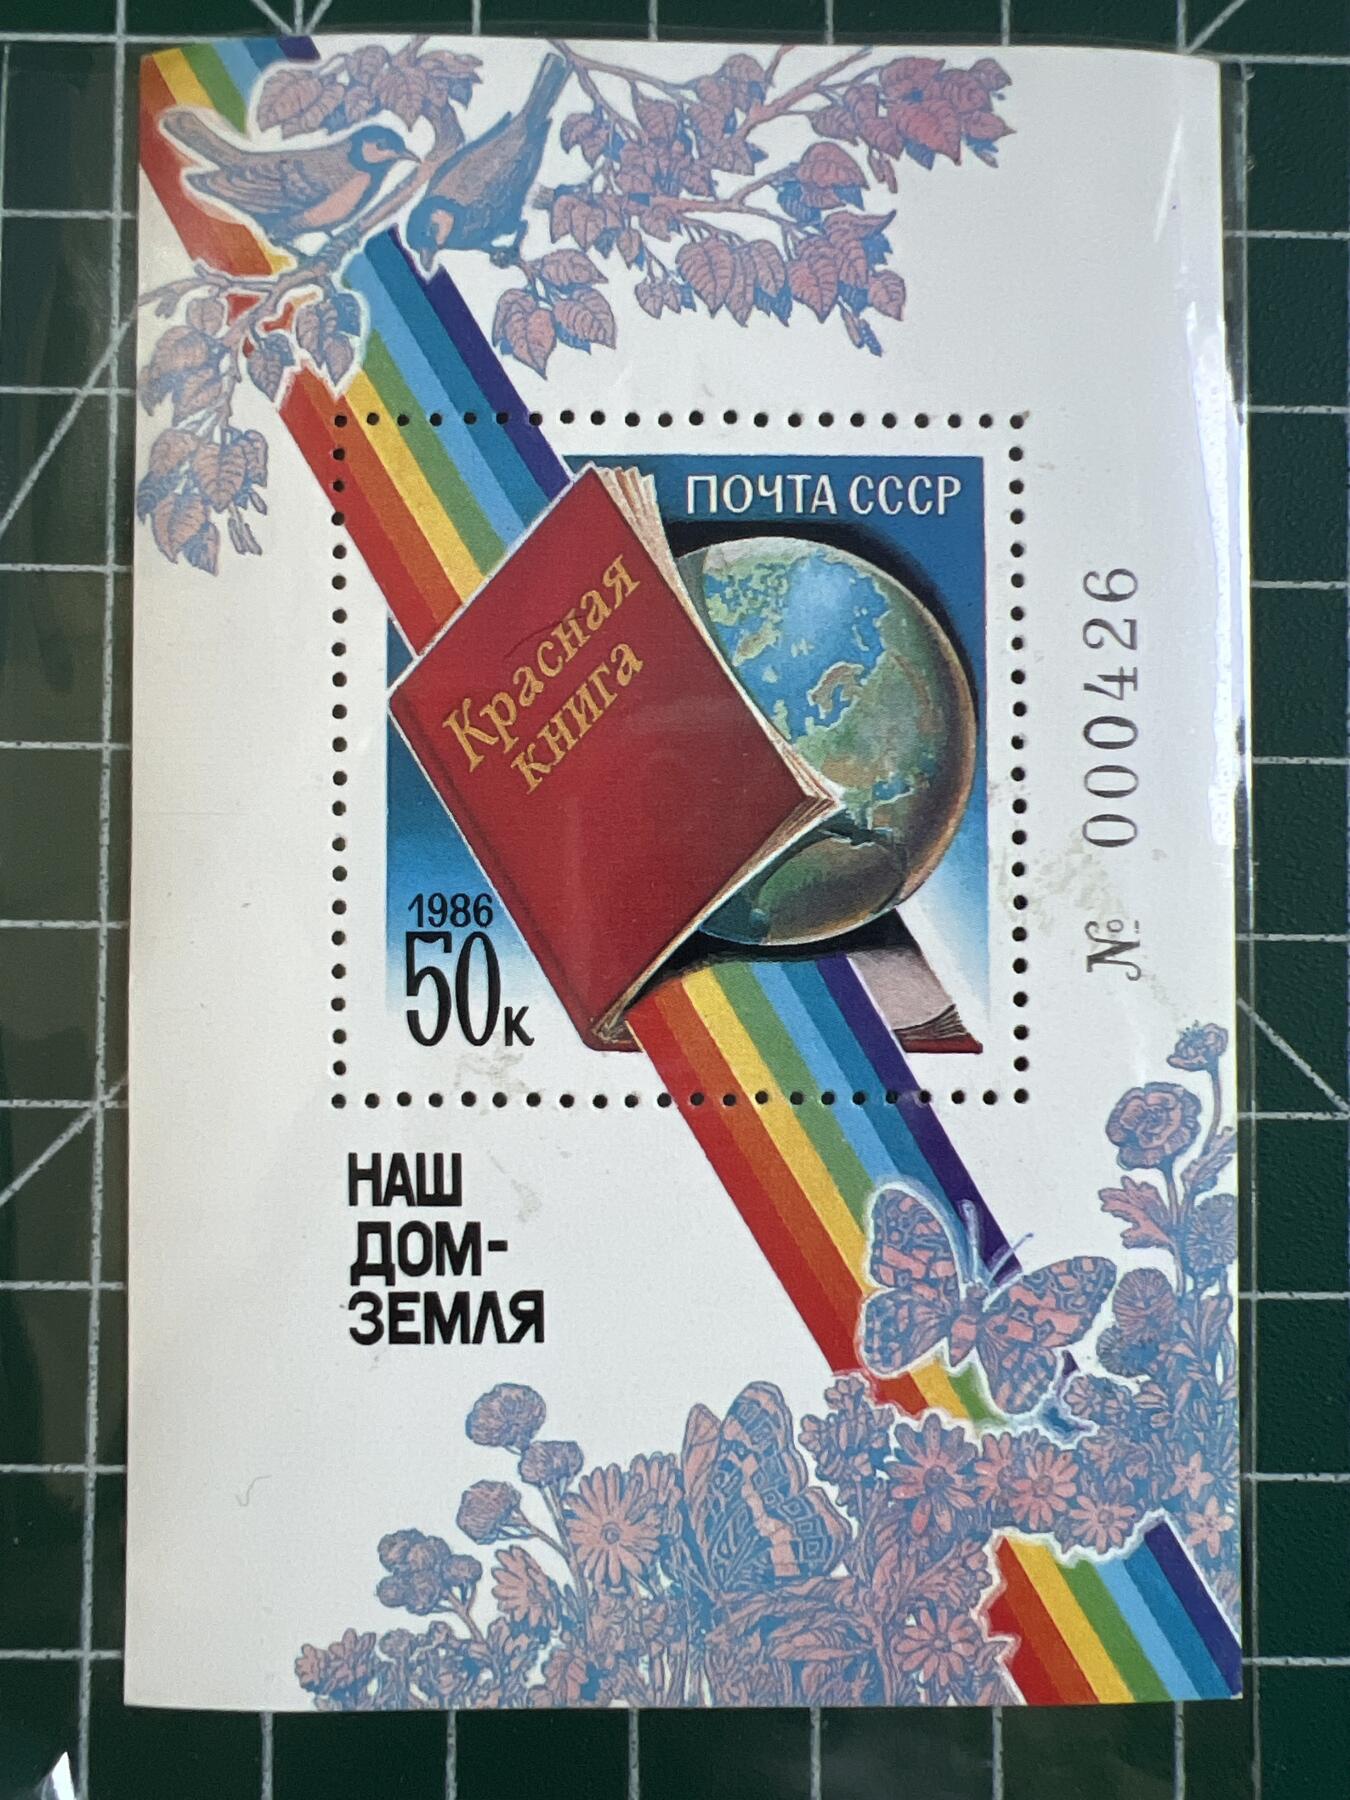 ПОЧТА СССР
Красная
книга
1986
50к
№ 000426
НАШ
ДОМ-
ЗЕМЛЯ